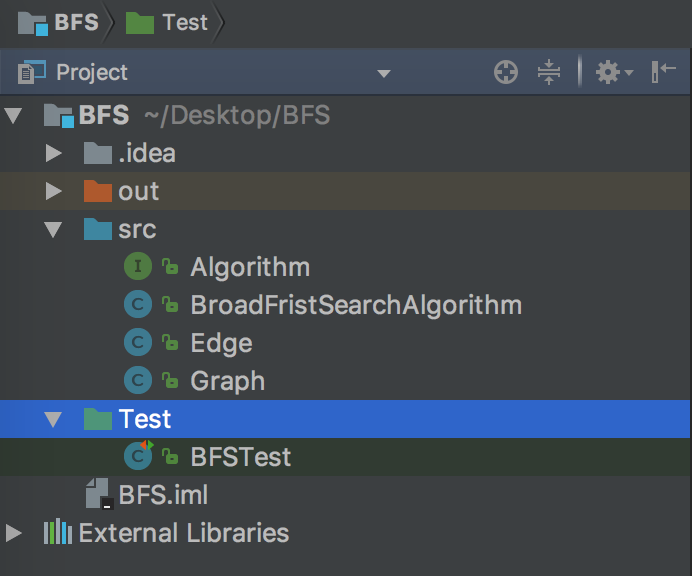 BFS Test
Project
BFS ~/Desktop/BFS
.idea
out
src
I Algorithm
C BroadFristSearchAlgorithm
C Edge
C Graph
Test
C BFSTest
BFS.iml
External Libraries